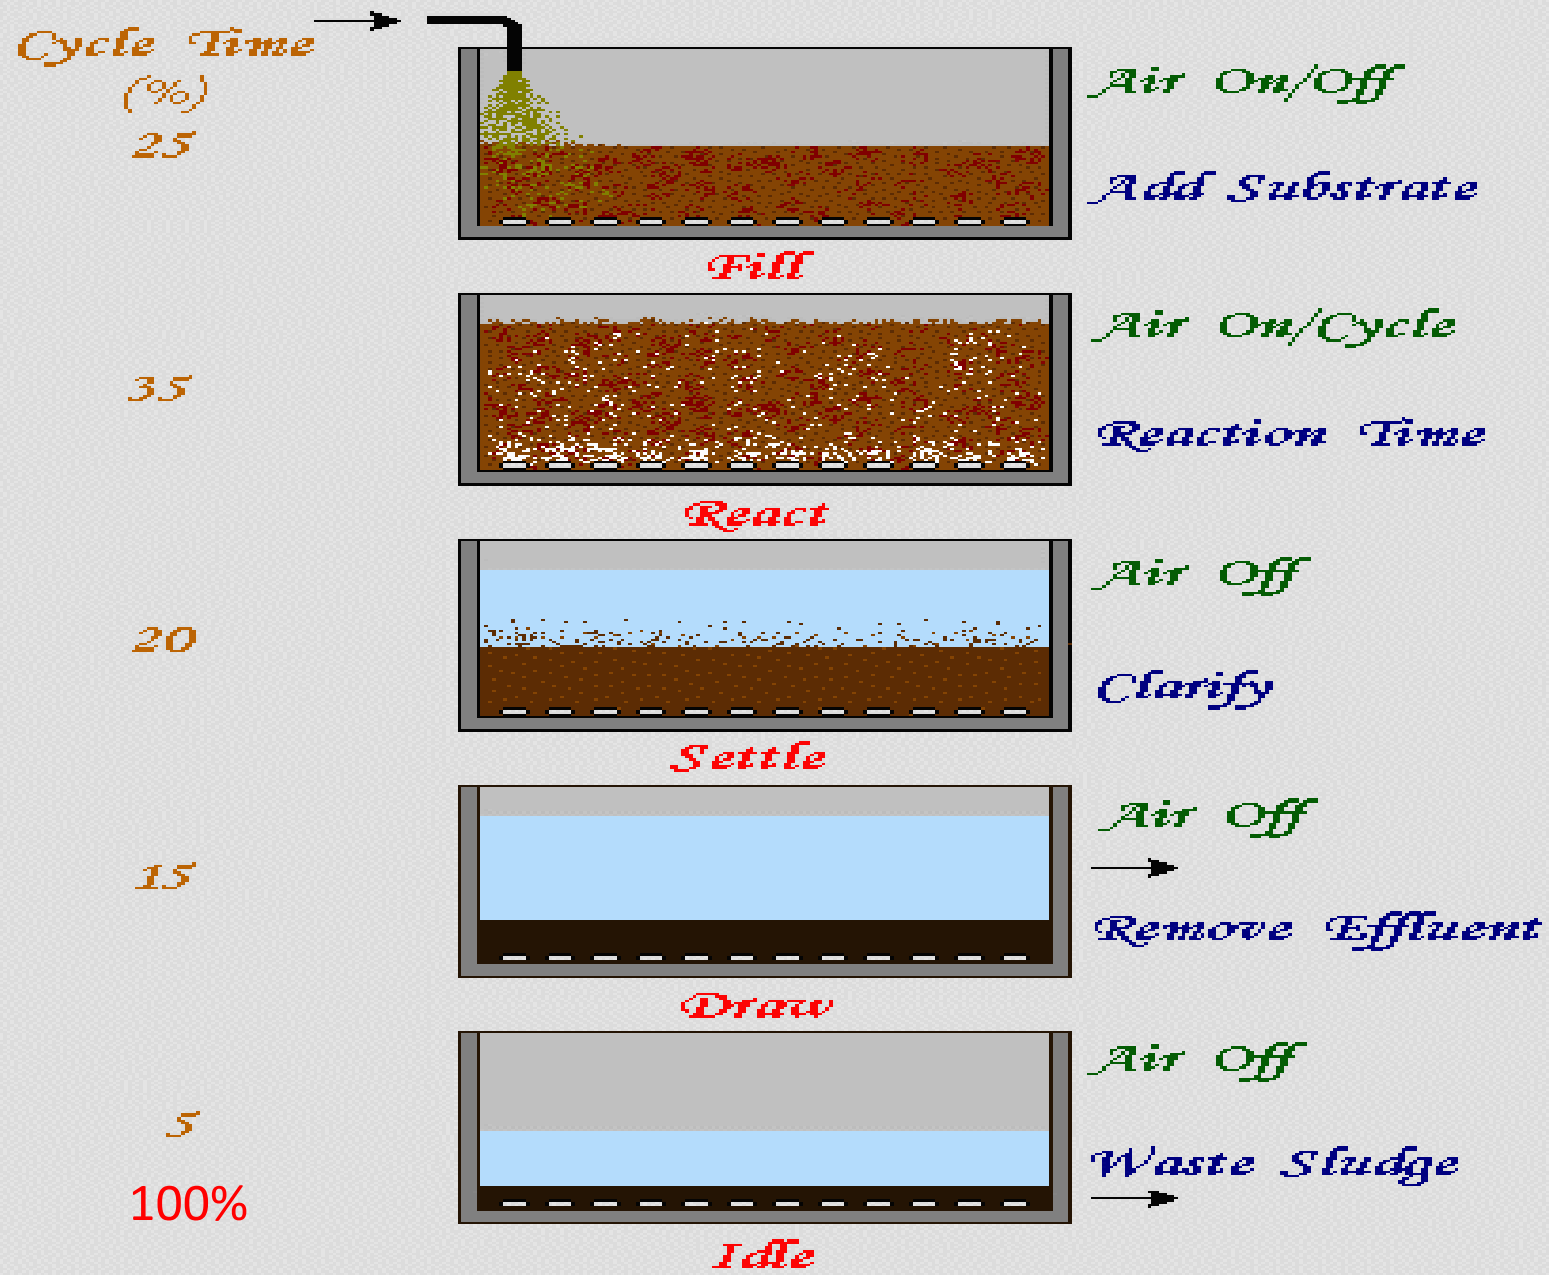 Cycle Time
(%)
25
Air On/Off
Add Substrate
Fill
35
Air On/Cycle
Reaction Time
React
20
Air Off
Clarify
Settle
15
Air Off
Remove Effluent
Draw
5
Air Off
Waste Sludge
100%
Idle